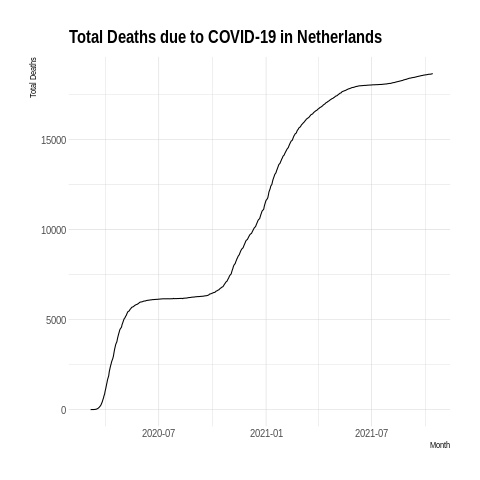 Total Deaths due to COVID-19 in Netherlands
Total Deaths
15000
10000
5000
0
2020-07
2021-01
2021-07
Month